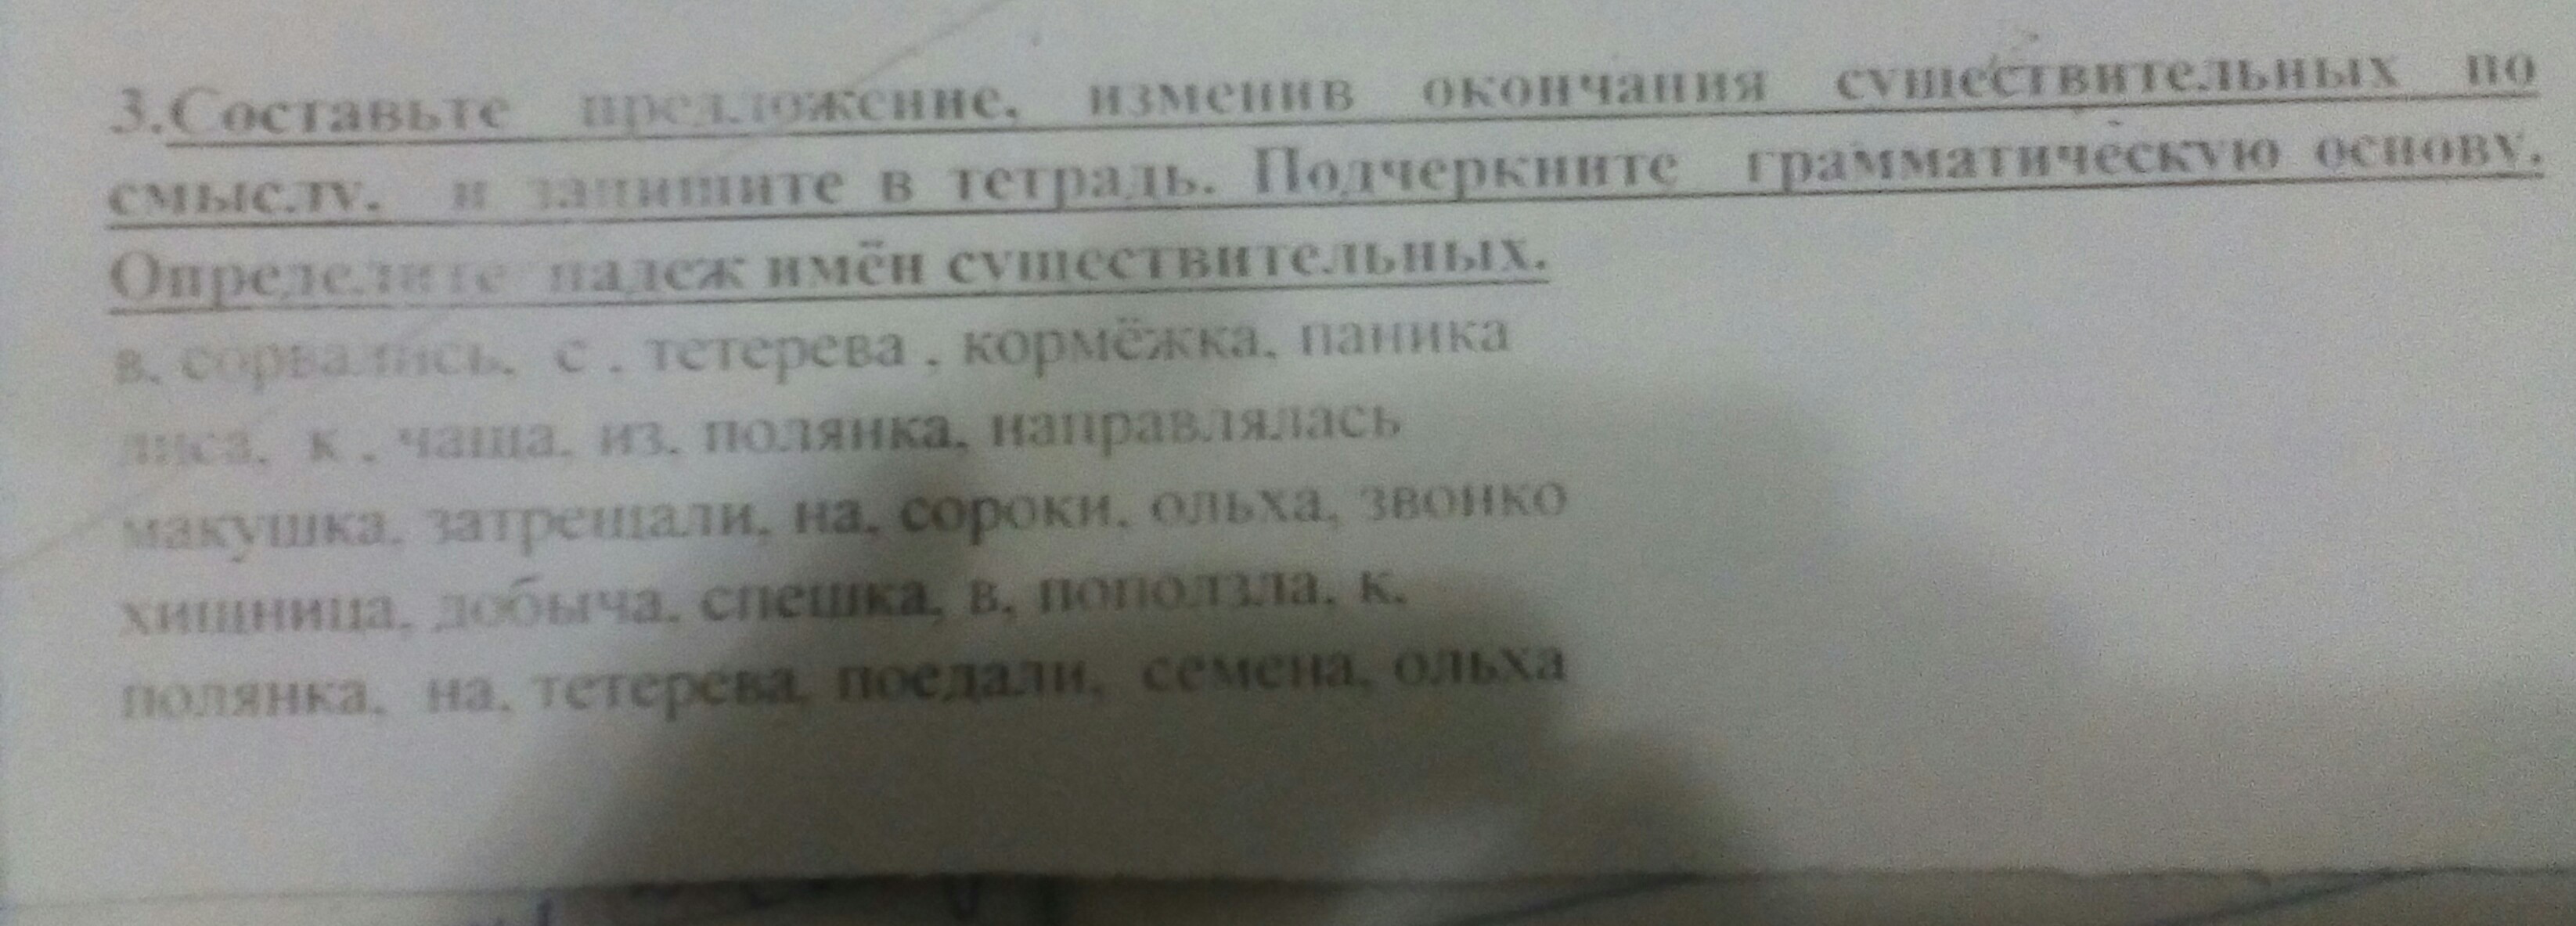 3.Составьте предложение, изменив окончания существительных по
смыслу, и запишите в тетрадь. Подчеркните грамматическую основу.
Определите падеж имён существительных.
в, сорвались, с , тетерева , кормёжка, паника
лиса, к , чаща, из, полянка, направлялась
макушка, затрещали, на, сороки, ольха, звонко
хищница, добыча, спешка, в, поползла, к.
полянка, на, тетерева, поедали, семена, ольха